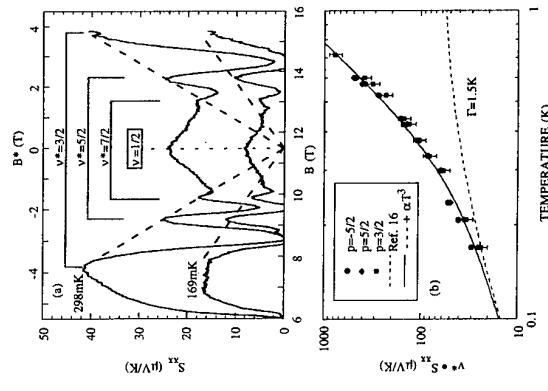 B* (T)
-4 -2 0 2 4
ν*=3/2
ν*=5/2
ν*=7/2
ν=1/2
(a)
298mK
169mK
50
40
30
20
10
0
Sxx (μV/K)
6 8 10 12 14 16
B (T)
1000
100
10
ν* • Sxx (μV/K)
p=-5/2
p=5/2
p=3/2
Ref. 16
+ αT³
(b)
Γ=1.5K
0.1 1
TEMPERATURE (K)